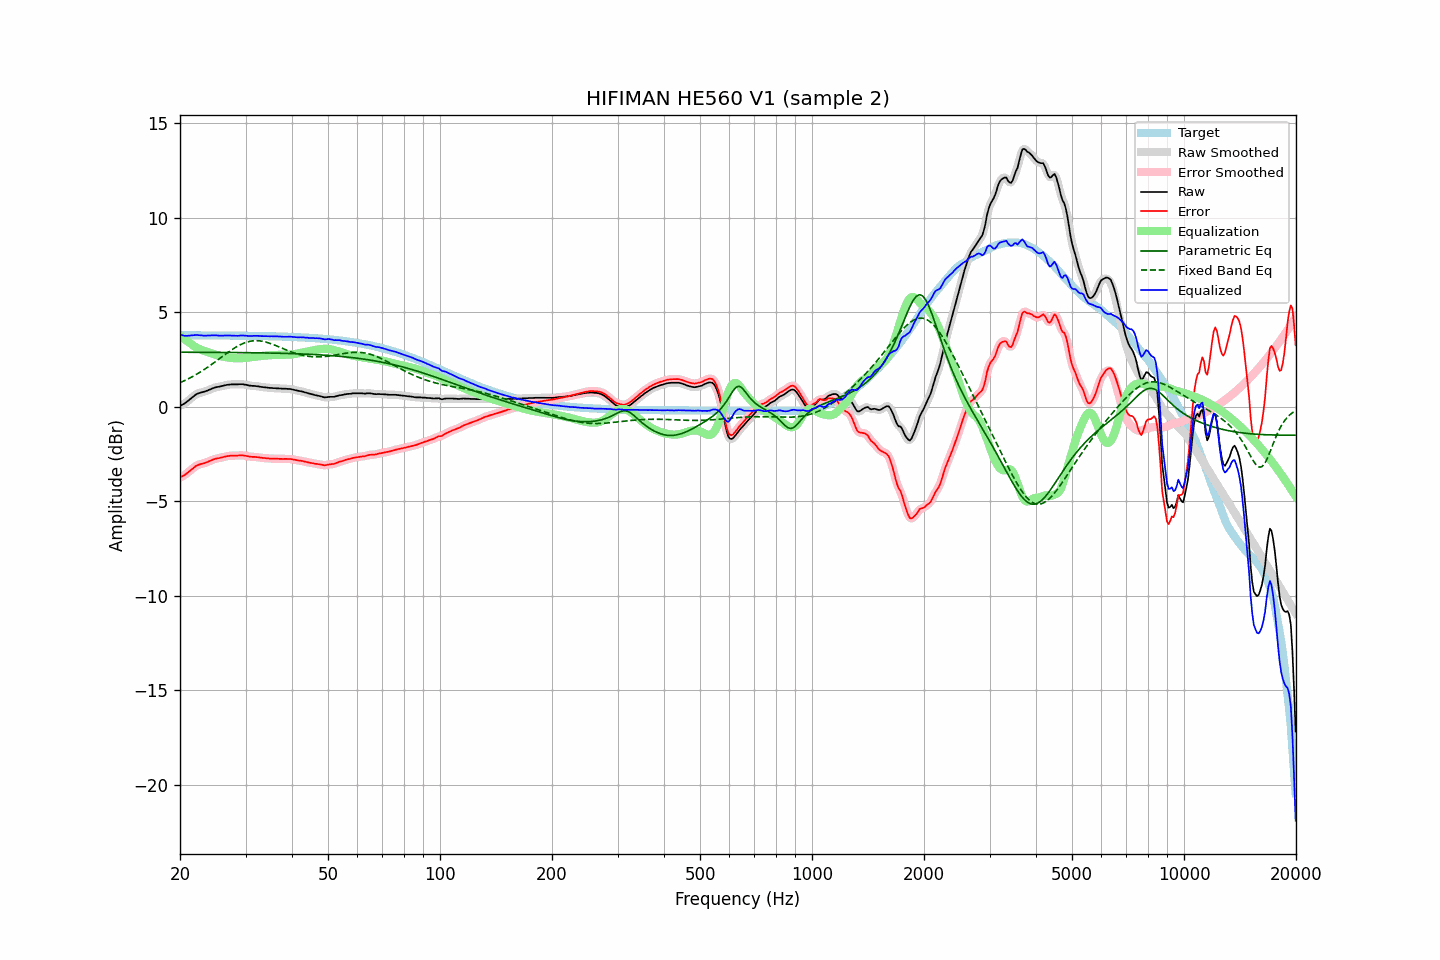 HIFIMAN HE560 V1 (sample 2)
Target
Raw Smoothed
Error Smoothed
Raw
Error
Equalization
Parametric Eq
Fixed Band Eq
Equalized
Amplitude (dBr)
15
10
5
0
−5
−10
−15
−20
20 50 100 200 500 1000 2000 5000 10000 20000
Frequency (Hz)